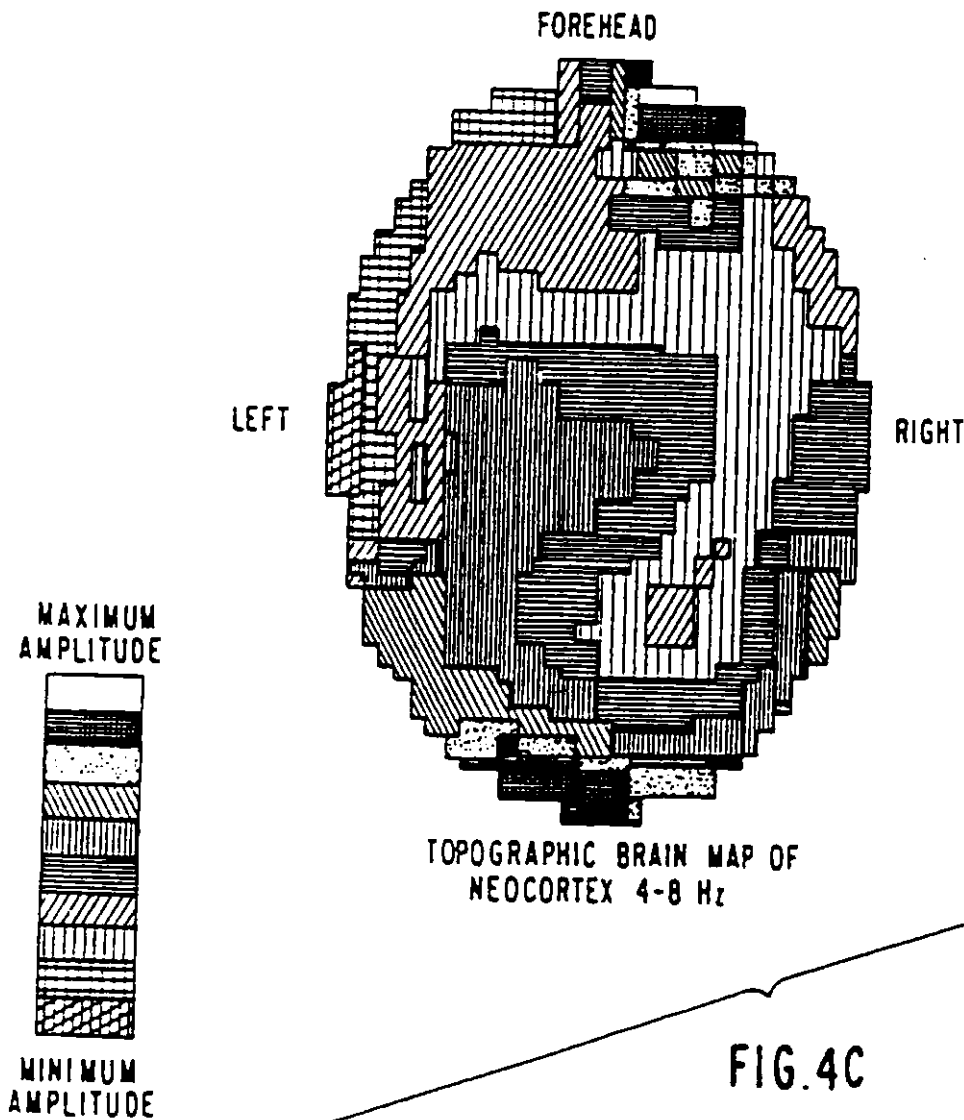 FOREHEAD
LEFT
RIGHT
MAXIMUM
AMPLITUDE
TOPOGRAPHIC BRAIN MAP OF
NEOCORTEX 4-8 Hz
MINIMUM
AMPLITUDE
FIG.4C